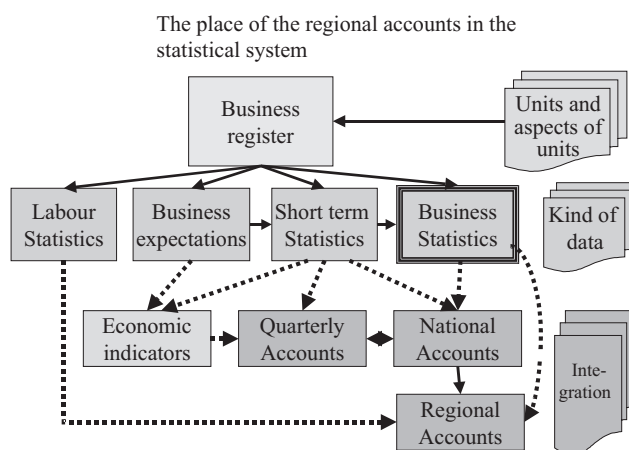 The place of the regional accounts in the
statistical system
Business
register
Units and
aspects of
units
Labour
Statistics
Business
expectations
Short term
Statistics
Business
Statistics
Kind of
data
Economic
indicators
Quarterly
Accounts
National
Accounts
Inte-
gration
Regional
Accounts